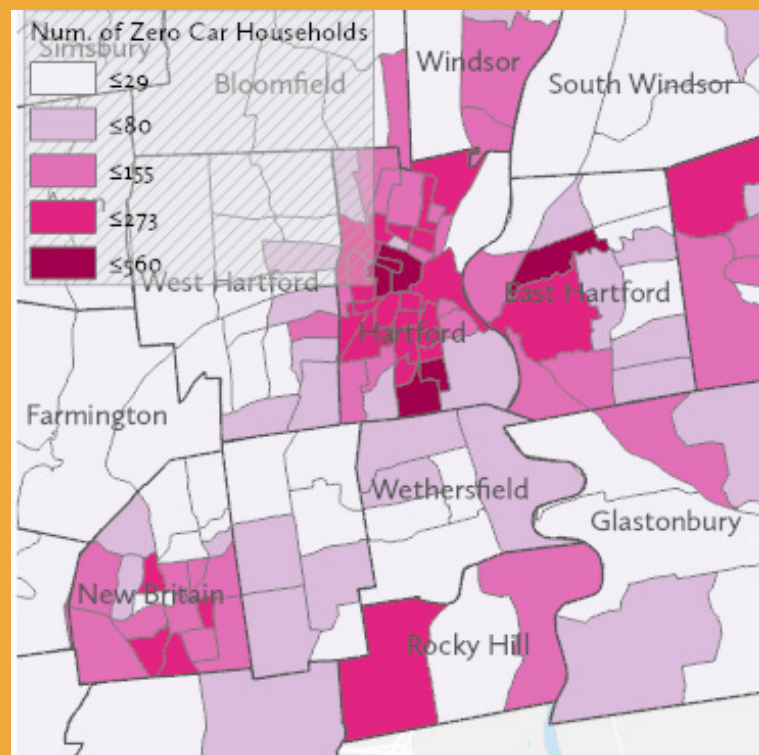 Num. of Zero Car Households
Simsbury
Windsor
≤29
Bloomfield
South Windsor
≤80
≤155
Avon
≤273
≤560
West Hartford
East Hartford
Hartford
Farmington
Wethersfield
Glastonbury
New Britain
Rocky Hill